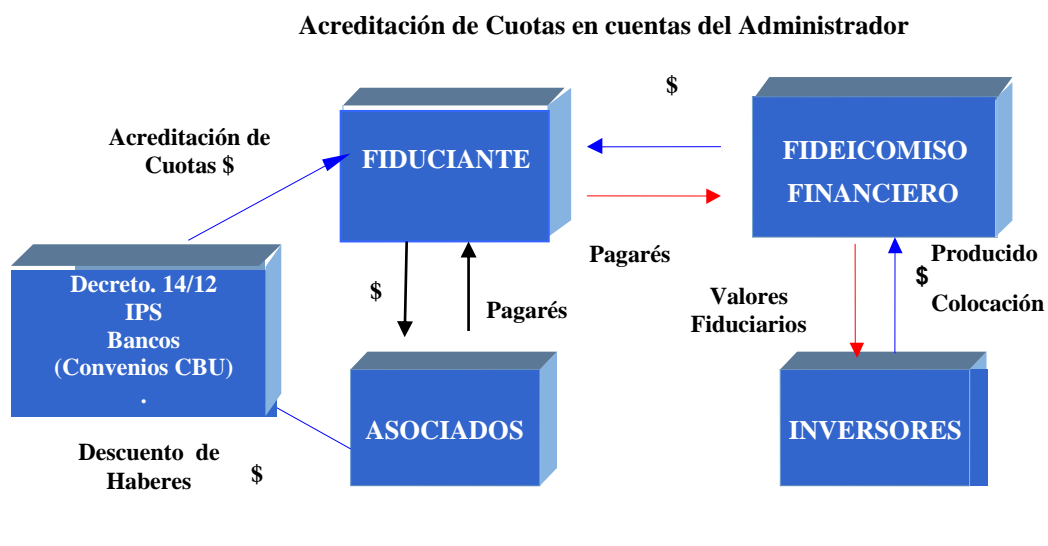 Acreditación de Cuotas en cuentas del Administrador
$
Acreditación de
Cuotas $
FIDUCIANTE
FIDEICOMISO
FINANCIERO
Pagarés
Producido
$
Colocación
Decreto. 14/12
IPS
Bancos
(Convenios CBU)
.
$
Pagarés
Valores
Fiduciarios
ASOCIADOS
INVERSORES
Descuento de
Haberes $